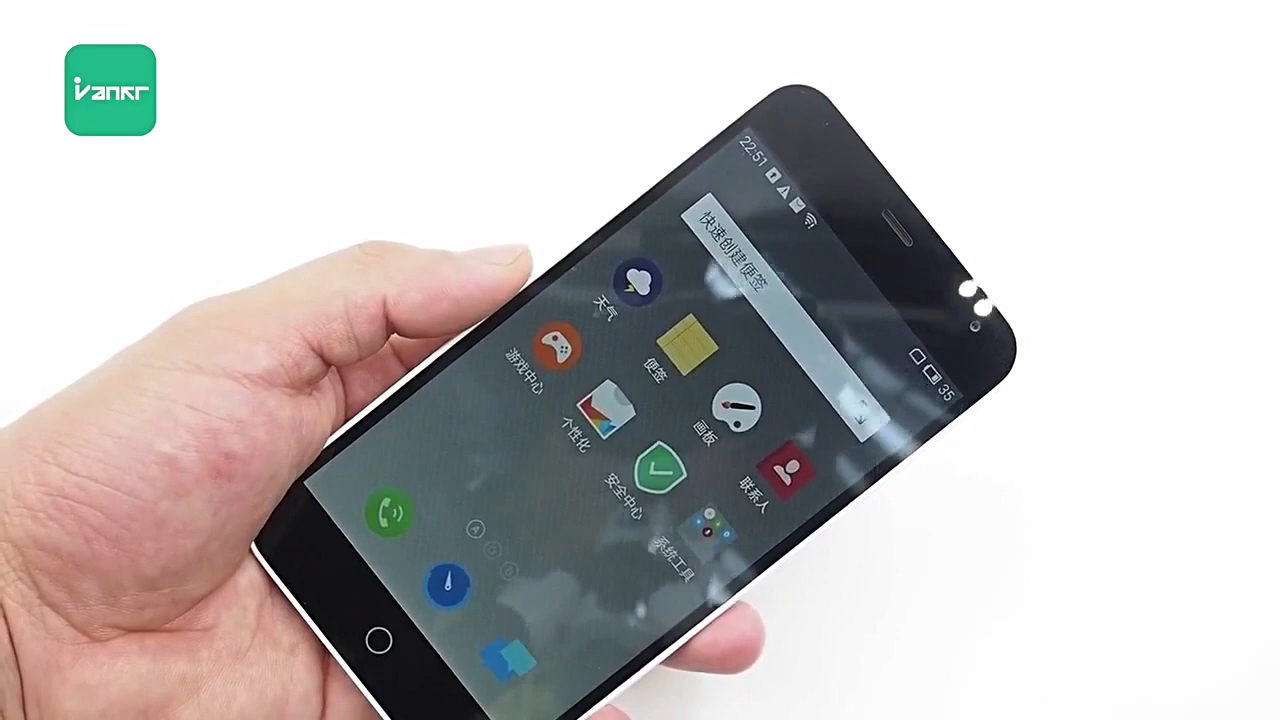 ivankr
22:51
35
快速创建便签
天气
便签
画板
联系人
游戏中心
个性化
安全中心
系统工具
A